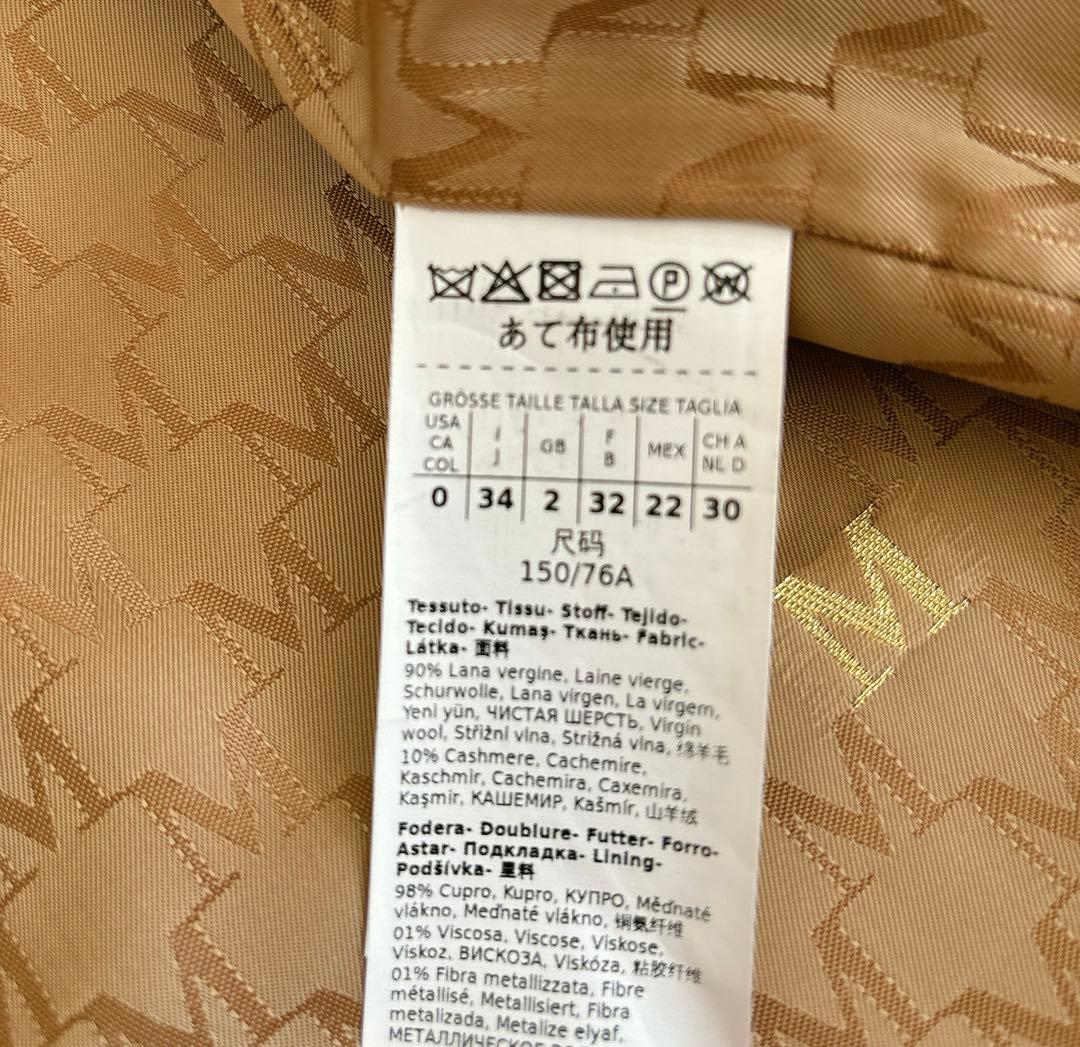 あて布使用
GRÖSSE TAILLE TALLA SIZE TAGLIA
USA CA COL I J GB F B MEX CH A NL D
0 34 2 32 22 30
尺码
150/76A
Tessuto- Tissu- Stoff- Tejido-
Tecido- Kumaş- Ткань- Fabric-
Látka- 面料
90% Lana vergine, Laine vierge,
Schurwolle, Lana virgen, La virgem,
Yeni yün, ЧИСТАЯ ШЕРСТЬ, Virgin
wool, Střižní vlna, Strižná vlna, 绵羊毛
10% Cashmere, Cachemire,
Kaschmir, Cachemira, Caxemira,
Kaşmir, КАШЕМИР, Kašmír, 山羊绒
Fodera- Doublure- Futter- Forro-
Astar- Подкладка- Lining-
Podšívka- 里料
98% Cupro, Kupro, КУПРО, Měďnaté
vlákno, Meďnaté vlákno, 铜氨纤维
01% Viscosa, Viscose, Viskose,
Viskoz, ВИСКОЗА, Viskóza, 粘胶纤维
01% Fibra metallizzata, Fibre
métallisé, Metallisiert, Fibra
metalizada, Metalize elyaf,
МЕТАЛЛИЧЕСКОЕ
M